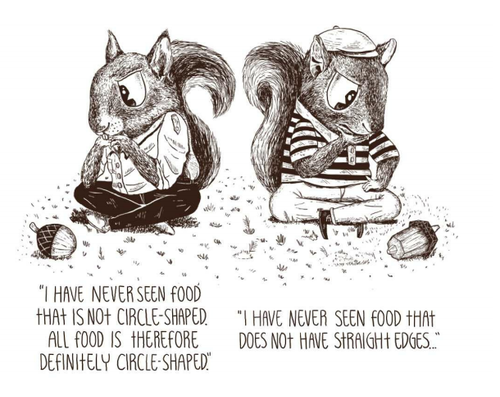 "I HAVE NEVER SEEN FOOD
THAT IS NOT CIRCLE-SHAPED.
ALL FOOD IS THEREFORE
DEFINITELY CIRCLE-SHAPED."
"I HAVE NEVER SEEN FOOD THAT
DOES NOT HAVE STRAIGHT EDGES..."